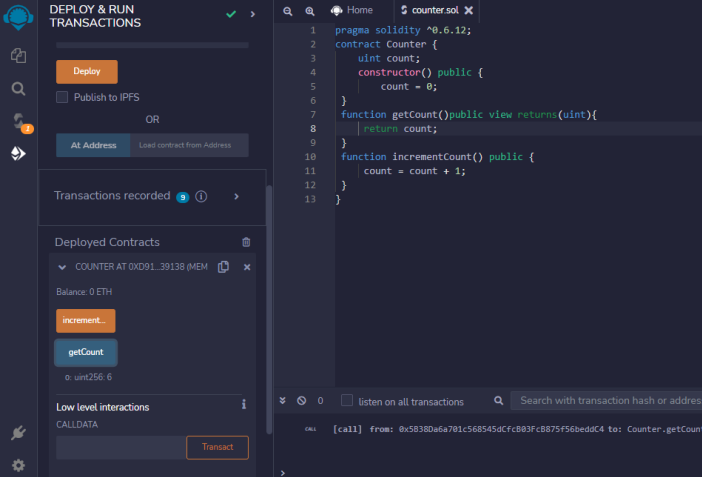 DEPLOY & RUN
TRANSACTIONS
Deploy
Publish to IPFS
OR
At Address Load contract from Address
Transactions recorded 9 i
Deployed Contracts
COUNTER AT 0XD91...39138 (MEM
Balance: 0 ETH
increment...
getCount
0: uint256: 6
Low level interactions i
CALLDATA
Transact
Home counter.sol
1 pragma solidity ^0.6.12;
2 contract Counter {
3 uint count;
4 constructor() public {
5 count = 0;
6 }
7 function getCount()public view returns(uint){
8 return count;
9 }
10 function incrementCount() public {
11 count = count + 1;
12 }
13 }
0 listen on all transactions Search with transaction hash or address
CALL [call] from: 0x5B38Da6a701c568545dCfcB03FcB875f56beddC4 to: Counter.getCoun
>